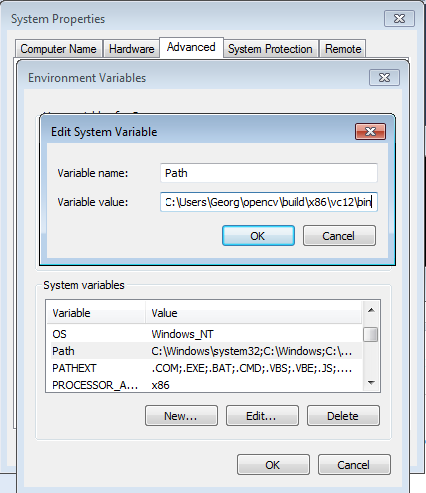 System Properties
Computer Name Hardware Advanced System Protection Remote
Environment Variables
Edit System Variable
Variable name: Path
Variable value: C:\Users\Georg\opencv\build\x86\vc12\bin
OK Cancel
System variables
Variable Value
OS Windows_NT
Path C:\Windows\system32;C:\Windows;C:\...
PATHEXT .COM;.EXE;.BAT;.CMD;.VBS;.VBE;.JS;....
PROCESSOR_A... x86
New... Edit... Delete
OK Cancel